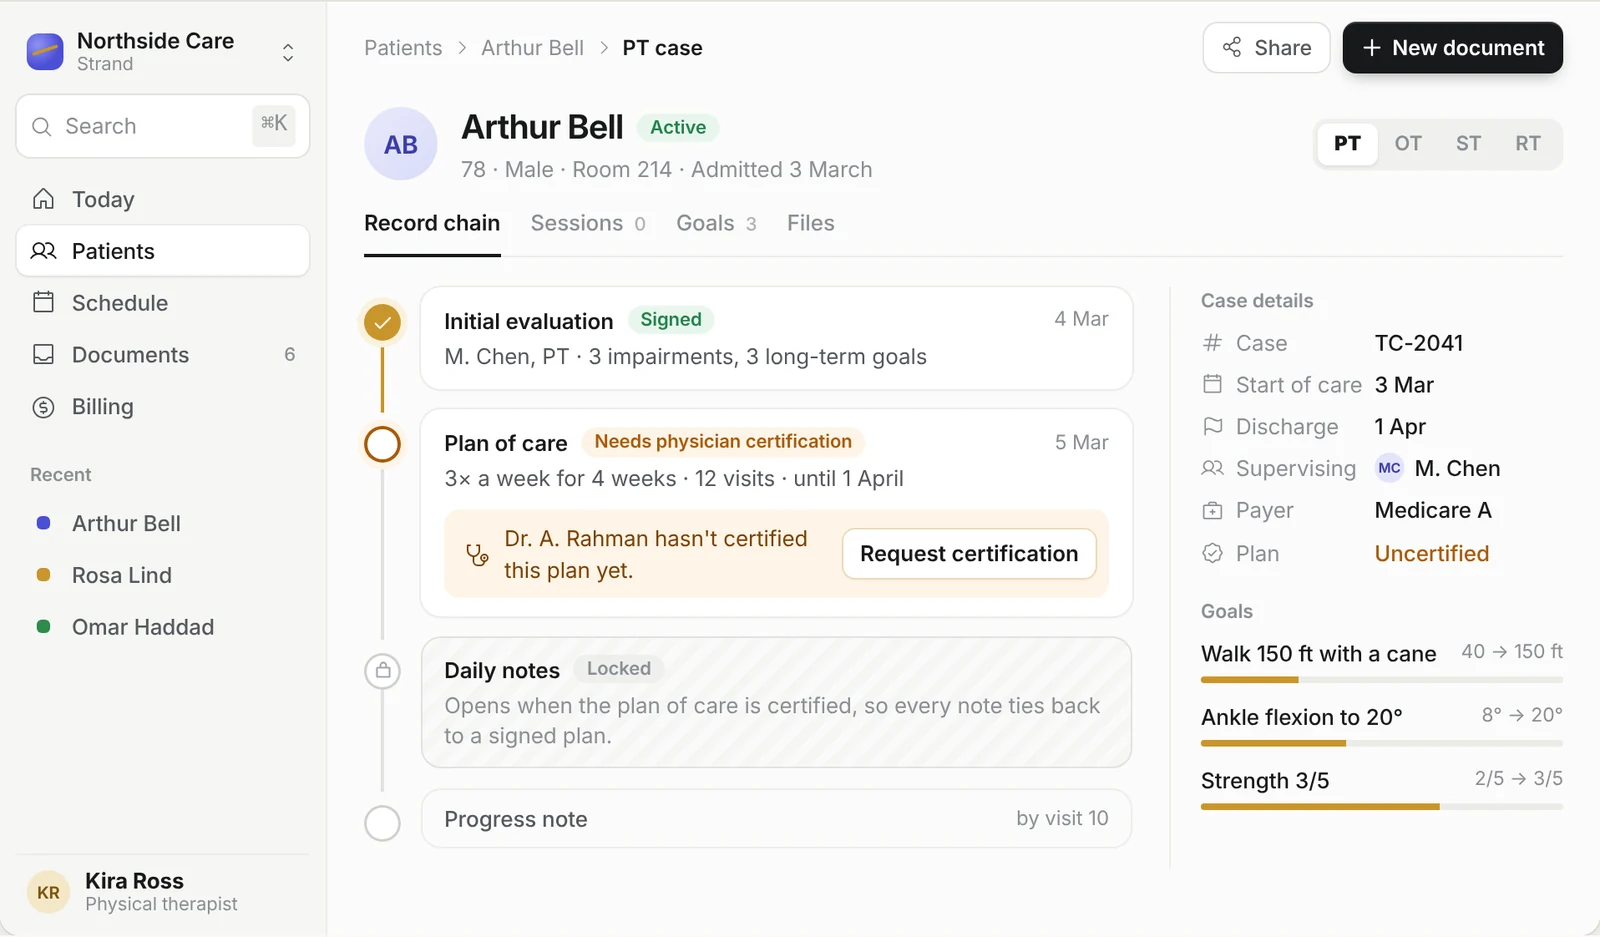 Northside Care
Strand
Search
⌘K
Today
Patients
Schedule
Documents 6
Billing
Recent
Arthur Bell
Rosa Lind
Omar Haddad
KR
Kira Ross
Physical therapist
Patients > Arthur Bell > PT case
Share
+ New document
AB
Arthur Bell Active
78 · Male · Room 214 · Admitted 3 March
PT OT ST RT
Record chain Sessions 0 Goals 3 Files
Initial evaluation Signed 4 Mar
M. Chen, PT · 3 impairments, 3 long-term goals
Plan of care Needs physician certification 5 Mar
3× a week for 4 weeks · 12 visits · until 1 April
Dr. A. Rahman hasn't certified
this plan yet.
Request certification
Daily notes Locked
Opens when the plan of care is certified, so every note ties back
to a signed plan.
Progress note by visit 10
Case details
# Case TC-2041
Start of care 3 Mar
Discharge 1 Apr
Supervising MC M. Chen
Payer Medicare A
Plan Uncertified
Goals
Walk 150 ft with a cane 40 → 150 ft
Ankle flexion to 20° 8° → 20°
Strength 3/5 2/5 → 3/5